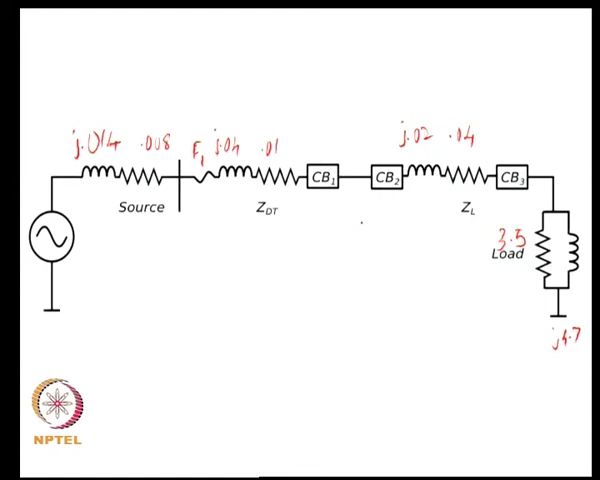 j.014 .008 F1 j.04 .01 j.02 .04
CB1 CB2 CB3
Source ZDT ZL
3.5
Load
j4.7
NPTEL